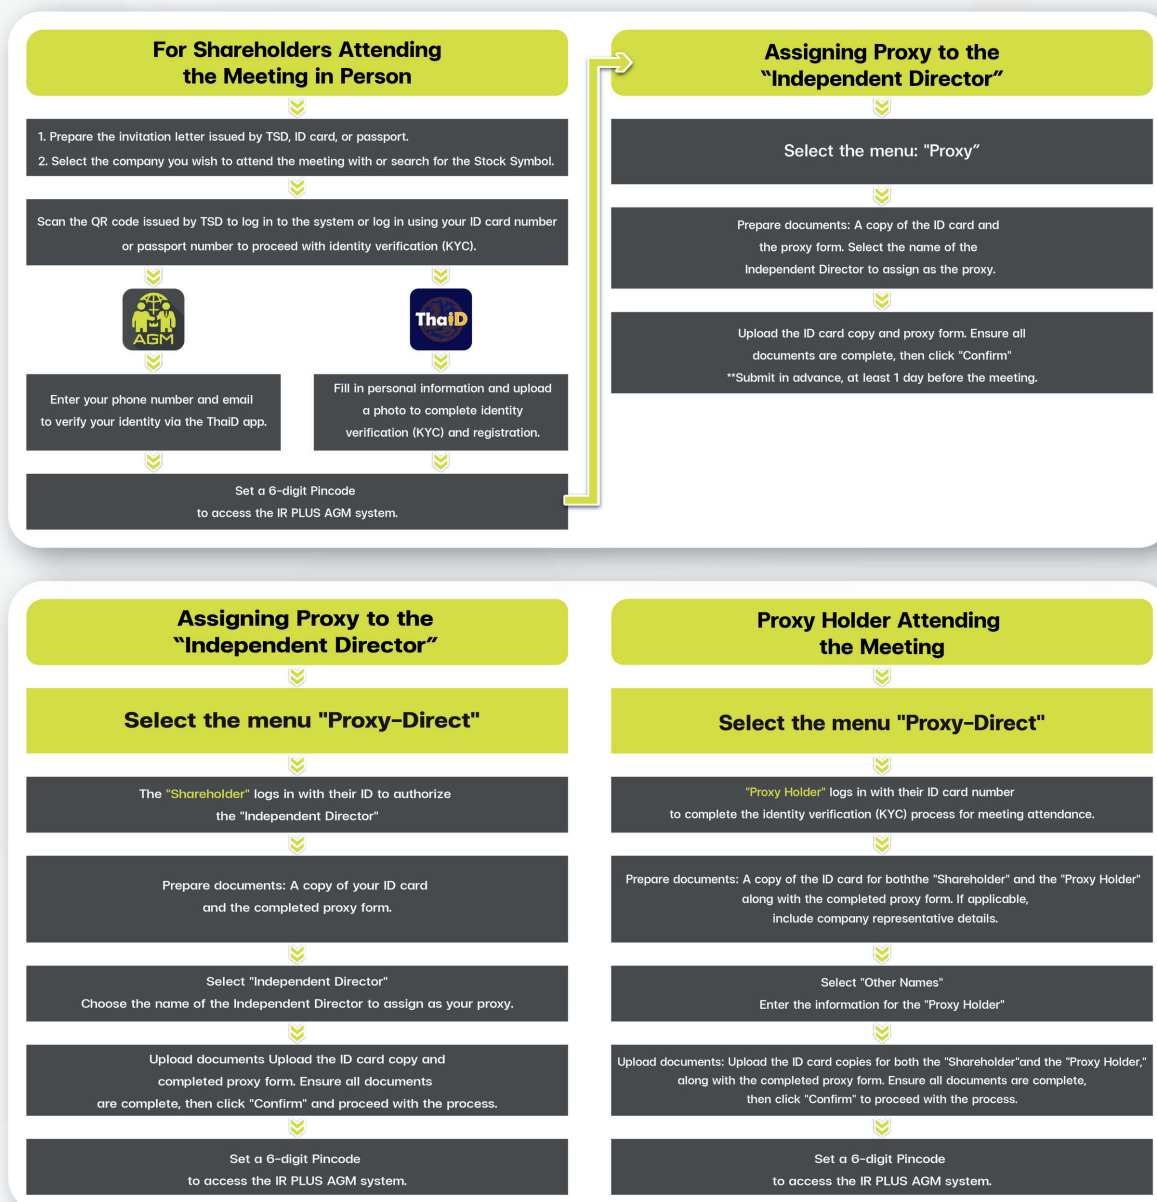 For Shareholders Attending
the Meeting in Person
1. Prepare the invitation letter issued by TSD, ID card, or passport.
2. Select the company you wish to attend the meeting with or search for the Stock Symbol.
Scan the QR code issued by TSD to log in to the system or log in using your ID card number
or passport number to proceed with identity verification (KYC).
AGM
ThaiD
Enter your phone number and email
to verify your identity via the ThaiD app.
Fill in personal information and upload
a photo to complete identity
verification (KYC) and registration.
Set a 6-digit Pincode
to access the IR PLUS AGM system.
Assigning Proxy to the
"Independent Director"
Select the menu: "Proxy"
Prepare documents: A copy of the ID card and
the proxy form. Select the name of the
Independent Director to assign as the proxy.
Upload the ID card copy and proxy form. Ensure all
documents are complete, then click "Confirm"
**Submit in advance, at least 1 day before the meeting.
Assigning Proxy to the
"Independent Director"
Select the menu "Proxy-Direct"
The "Shareholder" logs in with their ID to authorize
the "Independent Director"
Prepare documents: A copy of your ID card
and the completed proxy form.
Select "Independent Director"
Choose the name of the Independent Director to assign as your proxy.
Upload documents Upload the ID card copy and
completed proxy form. Ensure all documents
are complete, then click "Confirm" and proceed with the process.
Set a 6-digit Pincode
to access the IR PLUS AGM system.
Proxy Holder Attending
the Meeting
Select the menu "Proxy-Direct"
"Proxy Holder" logs in with their ID card number
to complete the identity verification (KYC) process for meeting attendance.
Prepare documents: A copy of the ID card for boththe "Shareholder" and the "Proxy Holder"
along with the completed proxy form. If applicable,
include company representative details.
Select "Other Names"
Enter the information for the "Proxy Holder"
Upload documents: Upload the ID card copies for both the "Shareholder"and the "Proxy Holder,"
along with the completed proxy form. Ensure all documents are complete,
then click "Confirm" to proceed with the process.
Set a 6-digit Pincode
to access the IR PLUS AGM system.